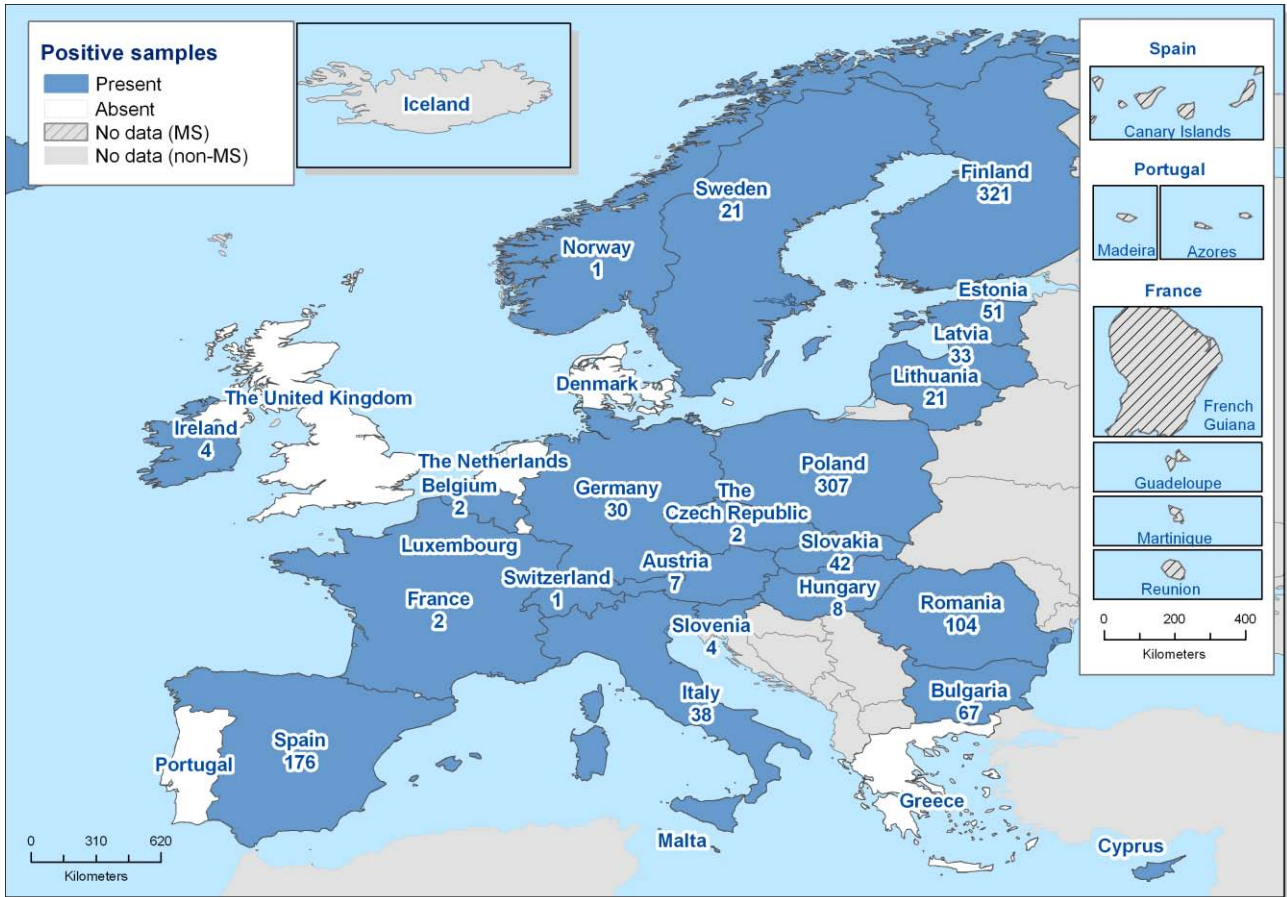 Positive samples
Present
Absent
No data (MS)
No data (non-MS)
Iceland
Spain
Canary Islands
Portugal
Madeira
Azores
France
French
Guiana
Guadeloupe
Martinique
Reunion
0 200 400
Kilometers
Finland
321
Sweden
21
Norway
1
Estonia
51
Latvia
33
Lithuania
21
Denmark
The United Kingdom
Ireland
4
The Netherlands
Belgium
2
Germany
30
Poland
307
The
Czech Republic
2
Luxembourg
Slovakia
42
Austria
7
Switzerland
1
Hungary
8
France
2
Romania
104
Slovenia
4
Italy
38
Bulgaria
67
Spain
176
Portugal
Greece
Malta
Cyprus
0 310 620
Kilometers